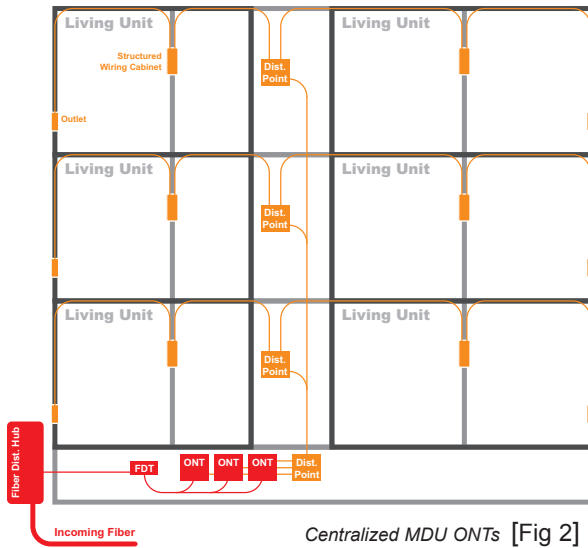 Living Unit
Living Unit
Structured
Wiring Cabinet
Dist.
Point
Outlet
Living Unit
Living Unit
Dist.
Point
Living Unit
Living Unit
Dist.
Point
Fiber Dist. Hub
FDT
ONT
ONT
ONT
Dist.
Point
Incoming Fiber
Centralized MDU ONTs [Fig 2]